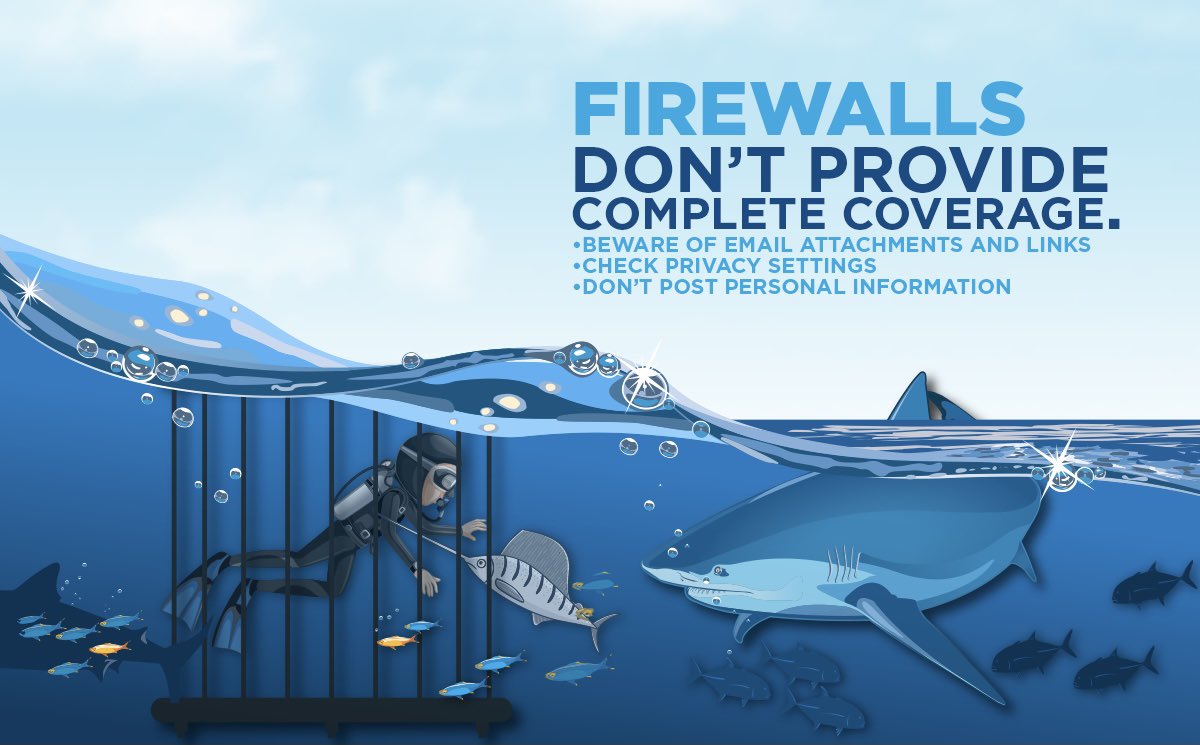 FIREWALLS
DON'T PROVIDE
COMPLETE COVERAGE.
•BEWARE OF EMAIL ATTACHMENTS AND LINKS
•CHECK PRIVACY SETTINGS
•DON'T POST PERSONAL INFORMATION